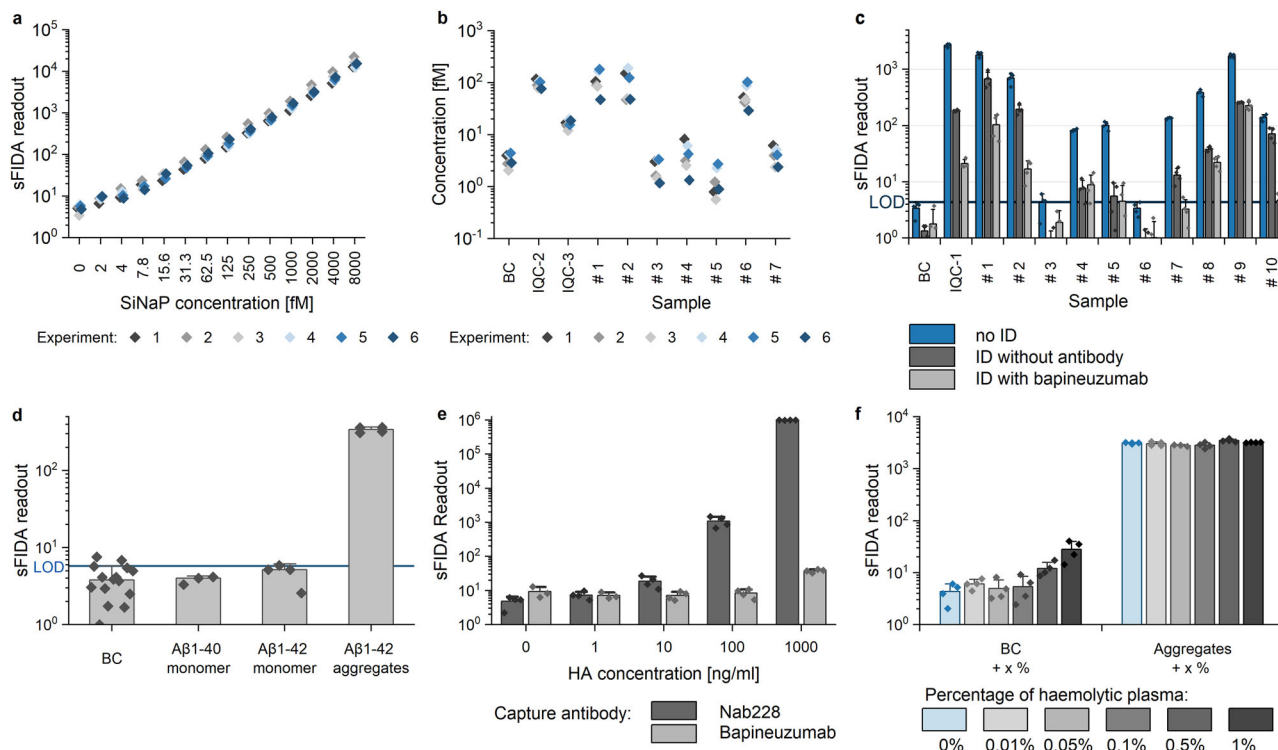 a
10^5
10^4
10^3
10^2
10^1
10^0
sFIDA readout
0
2
4
7.8
15.6
31.3
62.5
125
250
500
1000
2000
4000
8000
SiNaP concentration [fM]
Experiment: 1 2 3 4 5 6
b
10^3
10^2
10^1
10^0
10^-1
Concentration [fM]
BC
IQC-2
IQC-3
# 1
# 2
# 3
# 4
# 5
# 6
# 7
Sample
Experiment: 1 2 3 4 5 6
c
10^3
10^2
10^1
LOD
10^0
sFIDA readout
BC
IQC-1
# 1
# 2
# 3
# 4
# 5
# 6
# 7
# 8
# 9
# 10
Sample
no ID
ID without antibody
ID with bapineuzumab
d
10^2
10^1
LOD
10^0
sFIDA readout
BC
Aβ1-40
monomer
Aβ1-42
monomer
Aβ1-42
aggregates
e
10^6
10^5
10^4
10^3
10^2
10^1
10^0
sFIDA Readout
0 1 10 100 1000
HA concentration [ng/ml]
Capture antibody: Nab228
Bapineuzumab
f
10^4
10^3
10^2
10^1
10^0
sFIDA readout
BC
+ x %
Aggregates
+ x %
Percentage of haemolytic plasma:
0% 0.01% 0.05% 0.1% 0.5% 1%